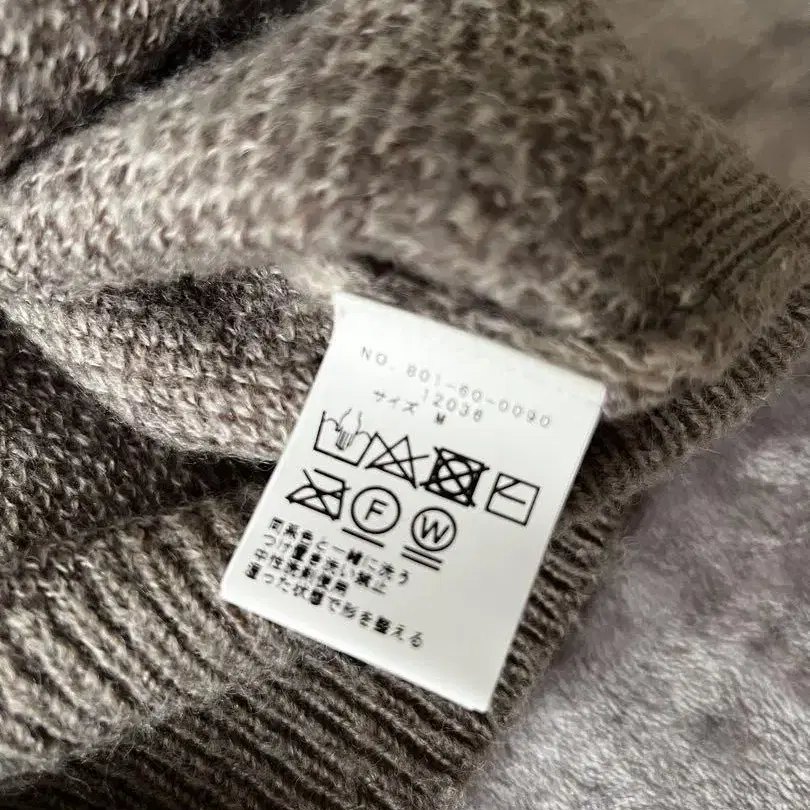 NO. 801-60-0090
12036
サイズ M
F W
同系色と一緒に洗う
つけ置き洗い禁止
中性洗剤使用
湿った状態で形を整える